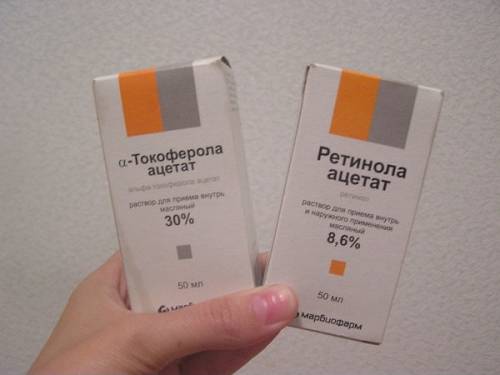 α-Токоферола
ацетат
альфа-токоферола ацетат
раствор для приема внутрь
масляный
30%
50 мл
Ретинола
ацетат
ретинол
раствор для приема внутрь
и наружного применения
масляный
8,6%
50 мл
марбиофарм